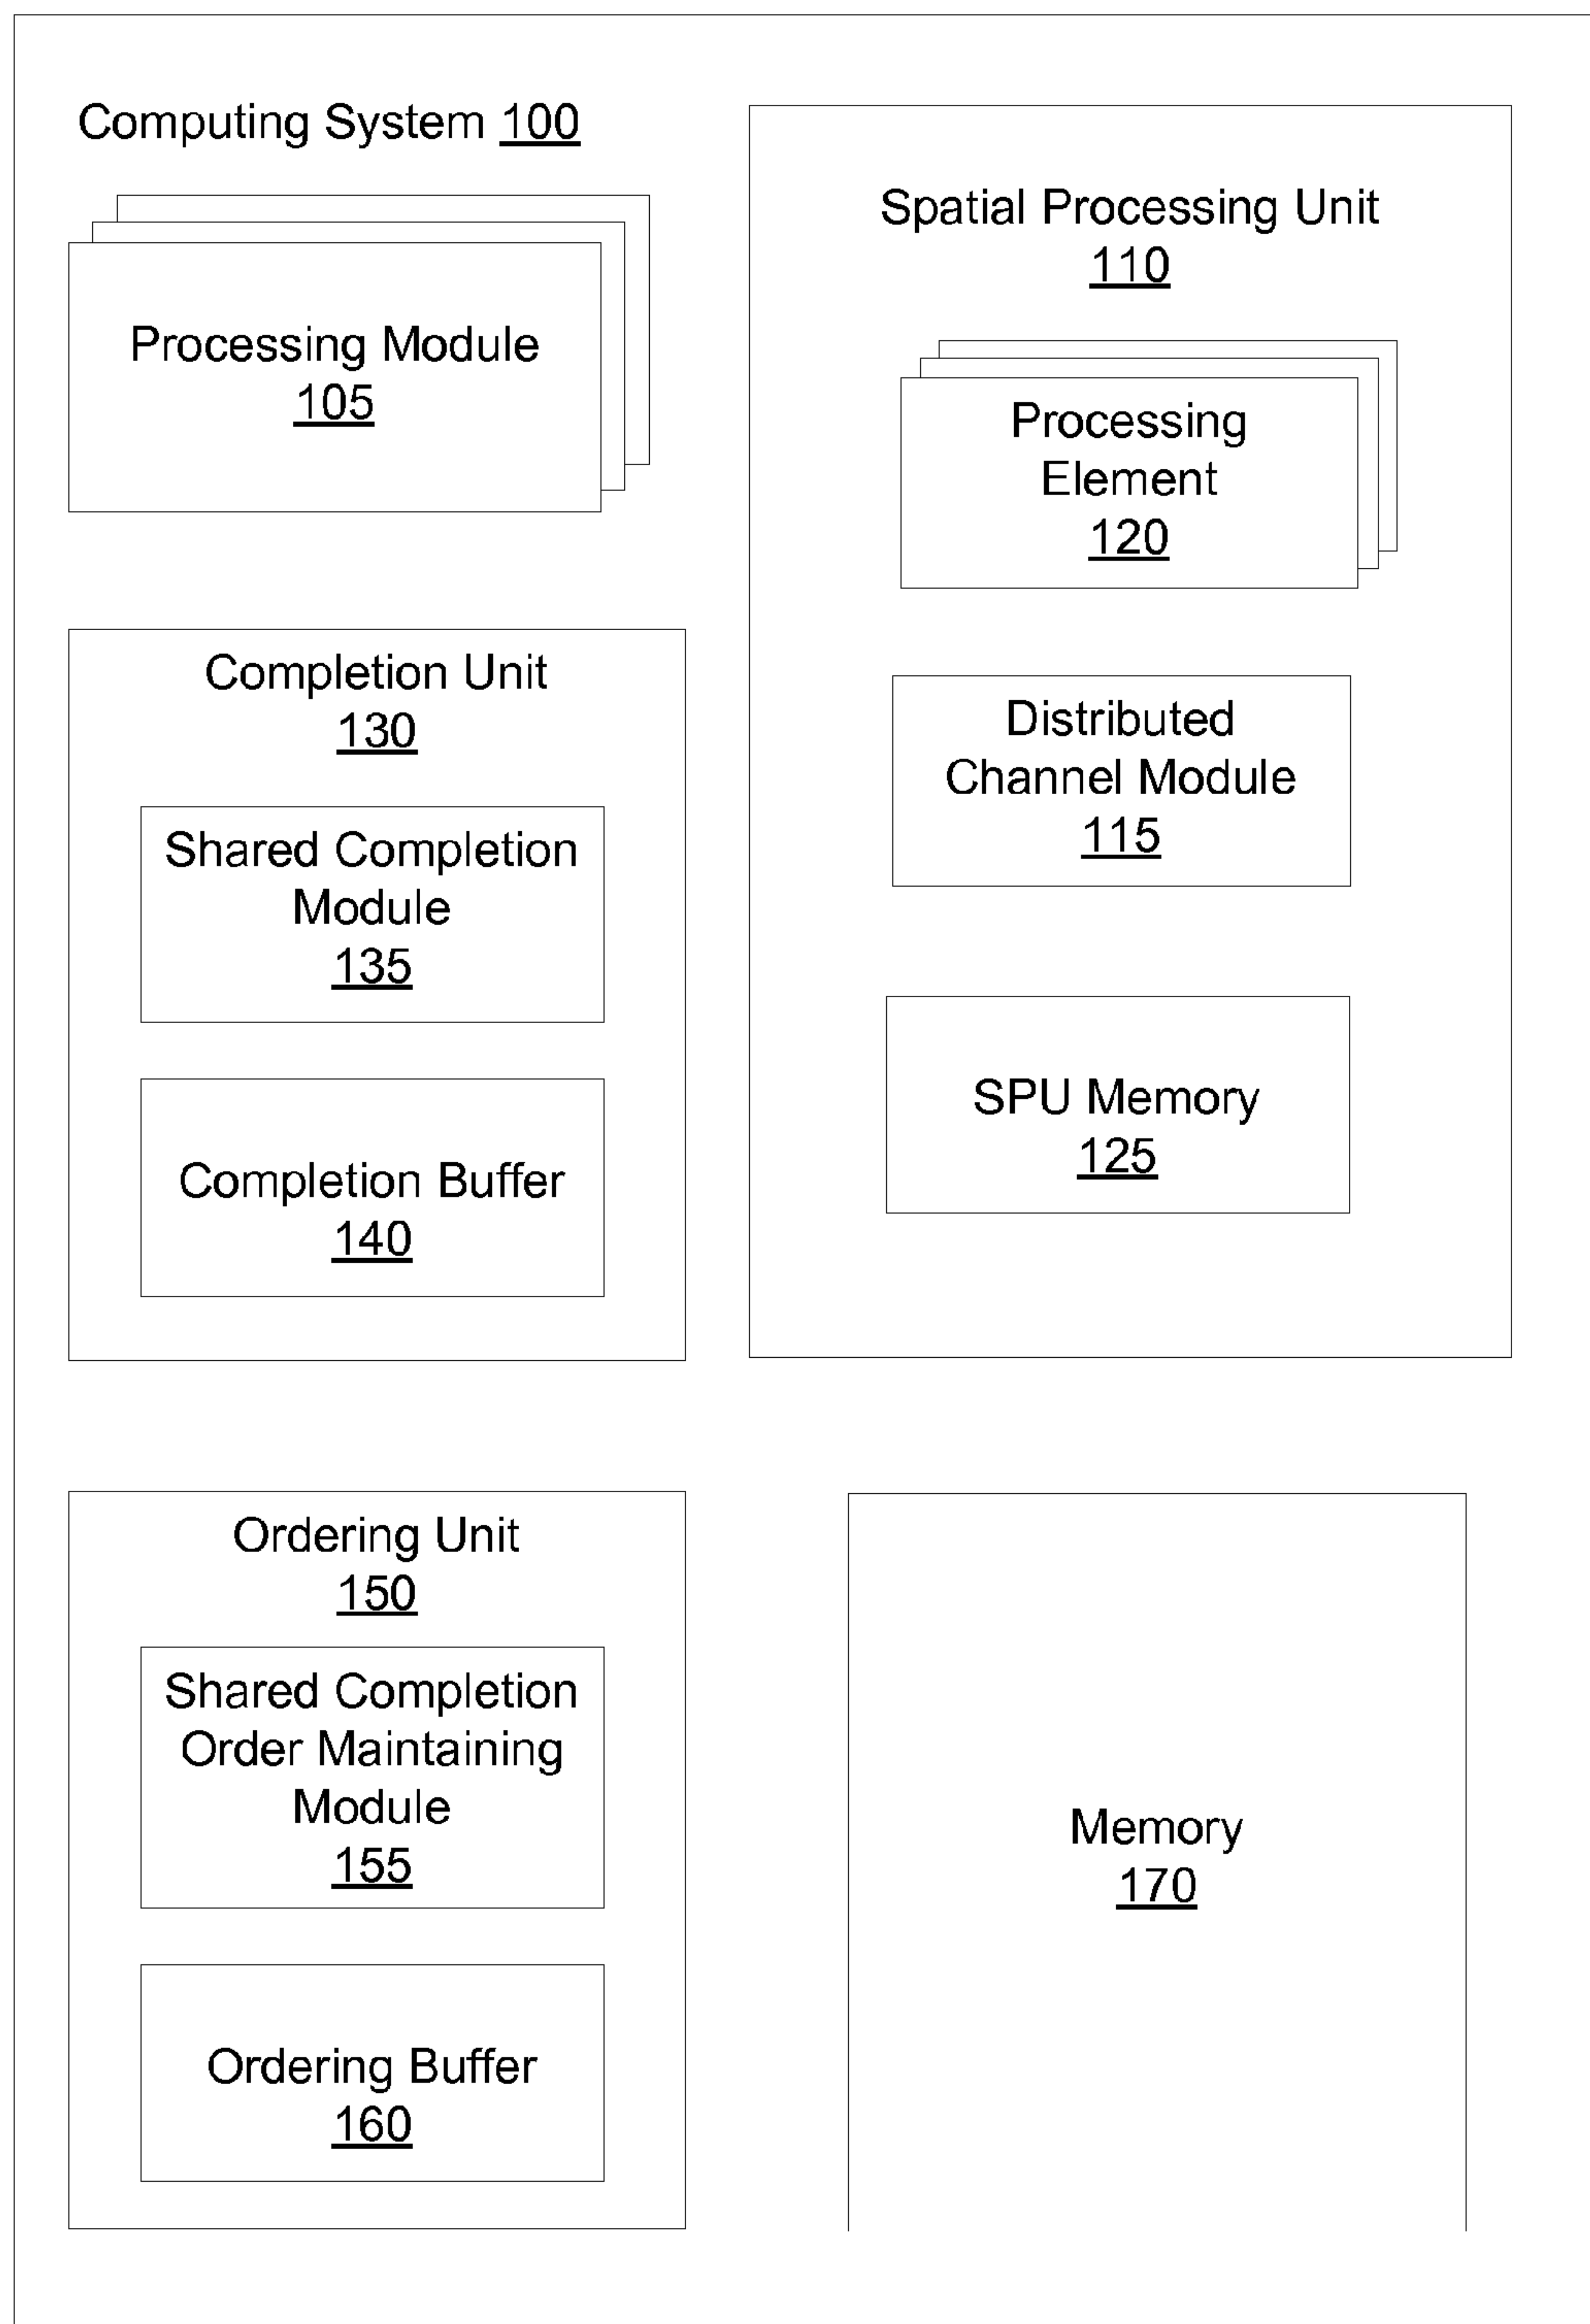 Computing System 100
Processing Module
105
Spatial Processing Unit
110
Processing
Element
120
Distributed
Channel Module
115
SPU Memory
125
Completion Unit
130
Shared Completion
Module
135
Completion Buffer
140
Ordering Unit
150
Shared Completion
Order Maintaining
Module
155
Ordering Buffer
160
Memory
170